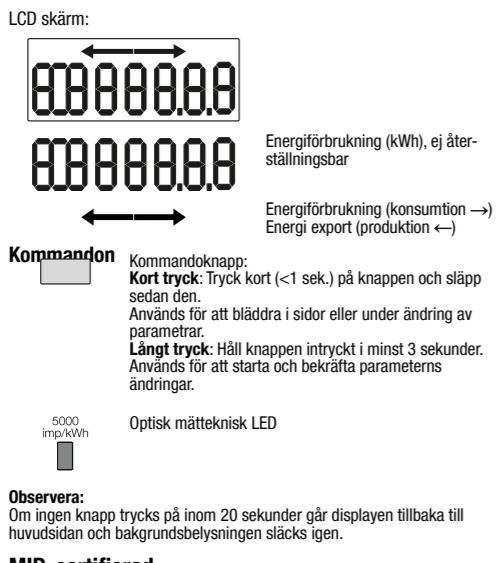 LCD skärm:
Energiförbrukning (kWh), ej åter-
ställningsbar
Energiförbrukning (konsumtion →)
Energi export (produktion ←)
Kommandon
Kommandoknapp:
Kort tryck: Tryck kort (<1 sek.) på knappen och släpp
sedan den.
Används för att bläddra i sidor eller under ändring av
parametrar.
Långt tryck: Håll knappen intryckt i minst 3 sekunder.
Används för att starta och bekräfta parameterns
ändringar.
5000
imp/kWh
Optisk mätteknisk LED
Observera:
Om ingen knapp trycks på inom 20 sekunder går displayen tillbaka till
huvudsidan och bakgrundsbelysningen släcks igen.